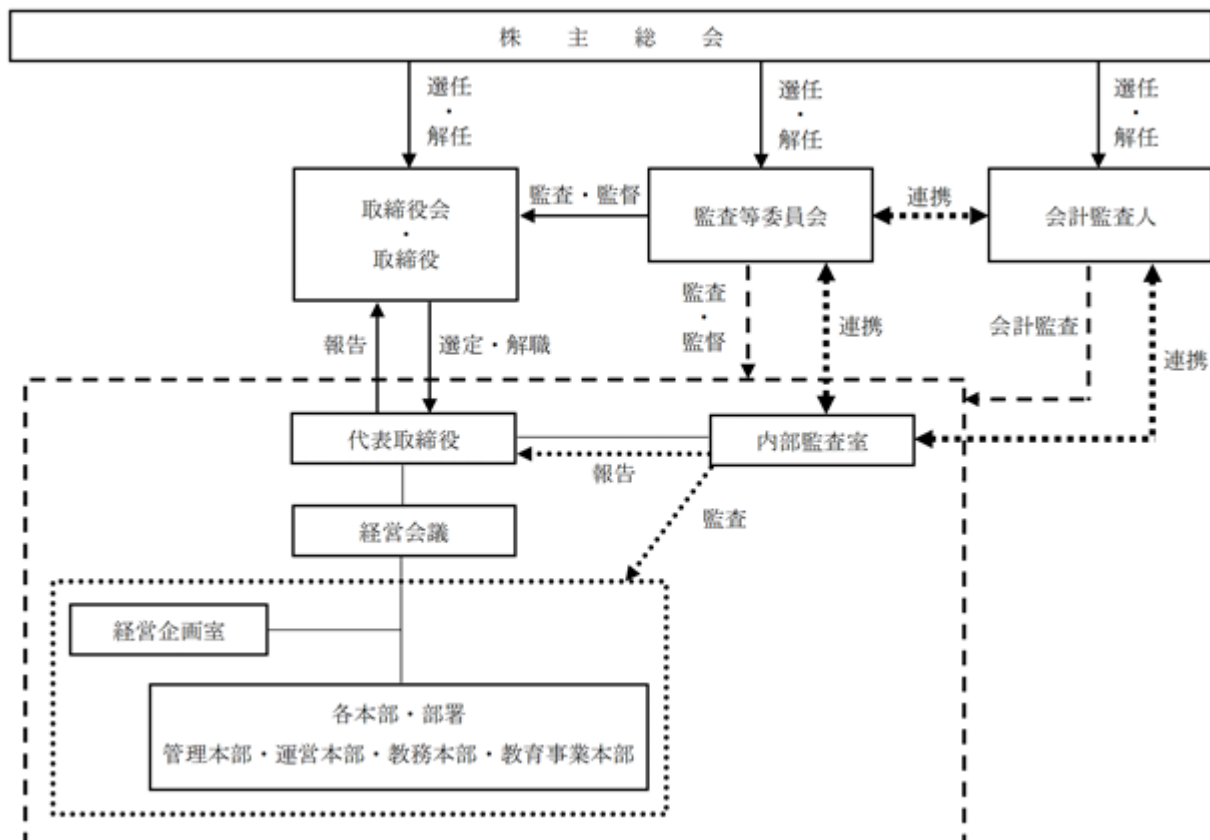 株主総会
選任・解任
選任・解任
選任・解任
取締役会
・
取締役
監査・監督
監査等委員会
連携
会計監査人
報告
選定・解職
監査・監督
連携
会計監査
連携
代表取締役
内部監査室
報告
経営会議
監査
経営企画室
各本部・部署
管理本部・運営本部・教務本部・教育事業本部